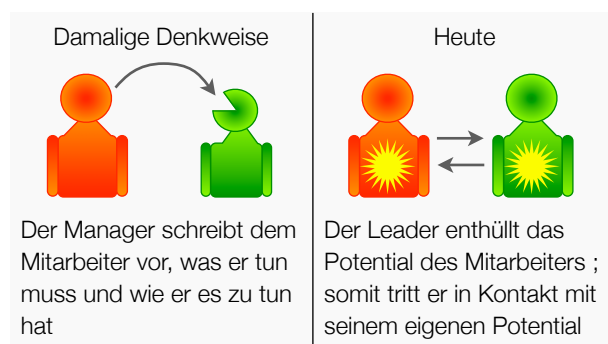 Damalige Denkweise
Der Manager schreibt dem
Mitarbeiter vor, was er tun
muss und wie er es zu tun
hat
Heute
Der Leader enthüllt das
Potential des Mitarbeiters ;
somit tritt er in Kontakt mit
seinem eigenen Potential